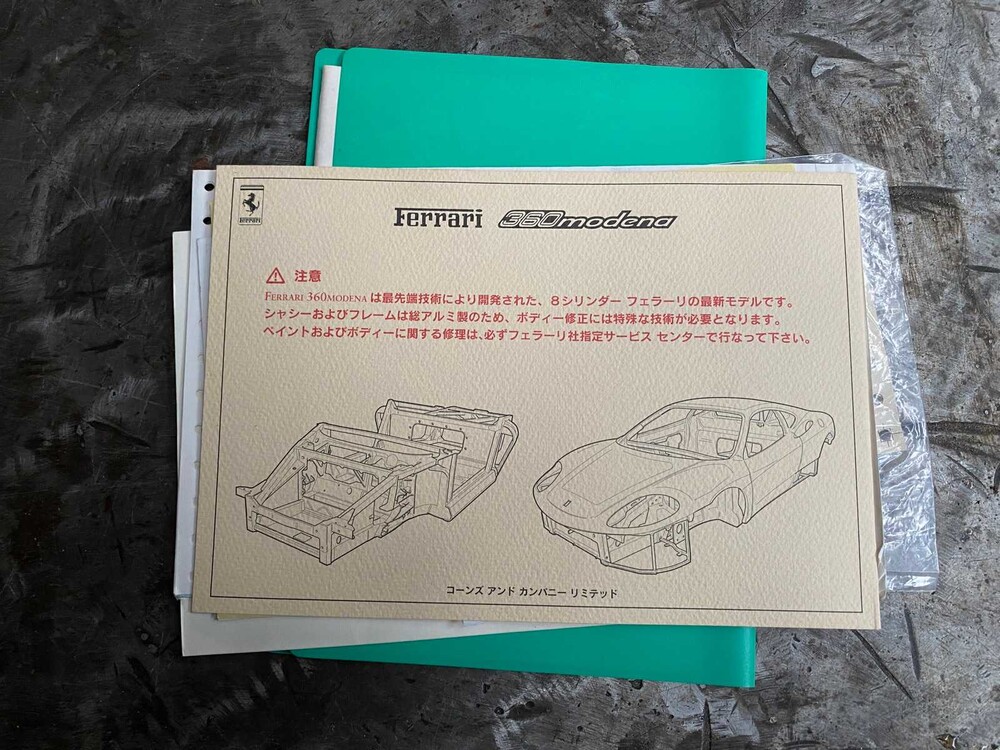 Ferrari
Ferrari 360modena
⚠ 注意
FERRARI 360MODENA は最先端技術により開発された、8シリンダー フェラーリの最新モデルです。
シャシーおよびフレームは総アルミ製のため、ボディー修正には特殊な技術が必要となります。
ペイントおよびボディーに関する修理は、必ずフェラーリ社指定サービス センターで行なって下さい。
コーンズ アンド カンパニー リミテッド